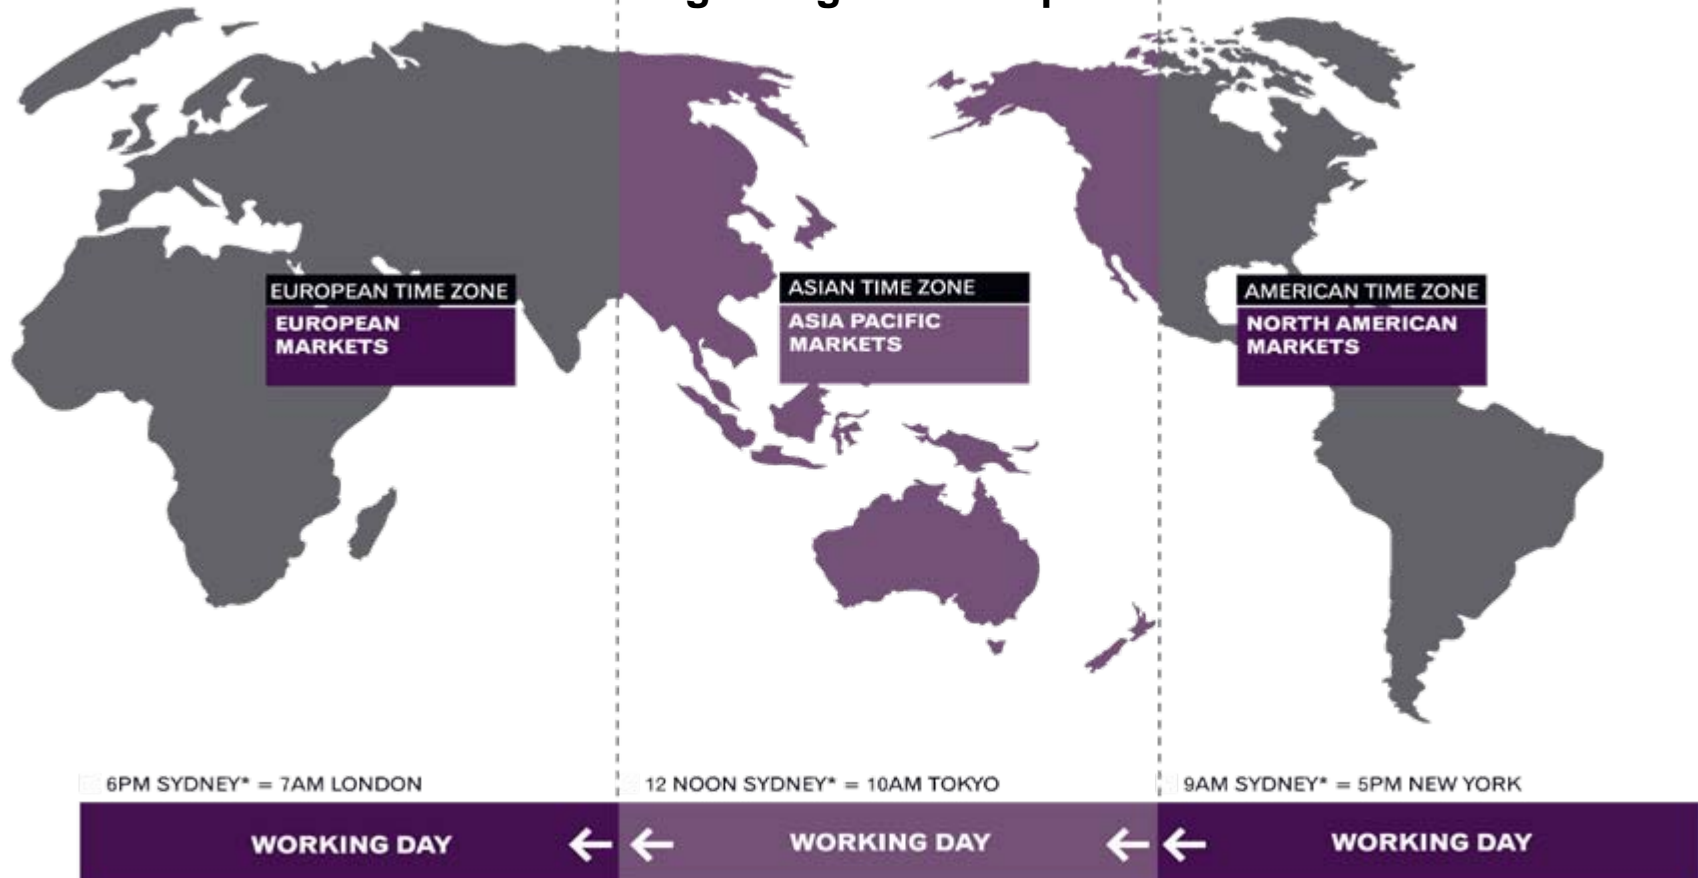 EUROPEAN TIME ZONE
EUROPEAN
MARKETS
ASIAN TIME ZONE
ASIA PACIFIC
MARKETS
AMERICAN TIME ZONE
NORTH AMERICAN
MARKETS
6PM SYDNEY* = 7AM LONDON
12 NOON SYDNEY* = 10AM TOKYO
9AM SYDNEY* = 5PM NEW YORK
WORKING DAY
WORKING DAY
WORKING DAY